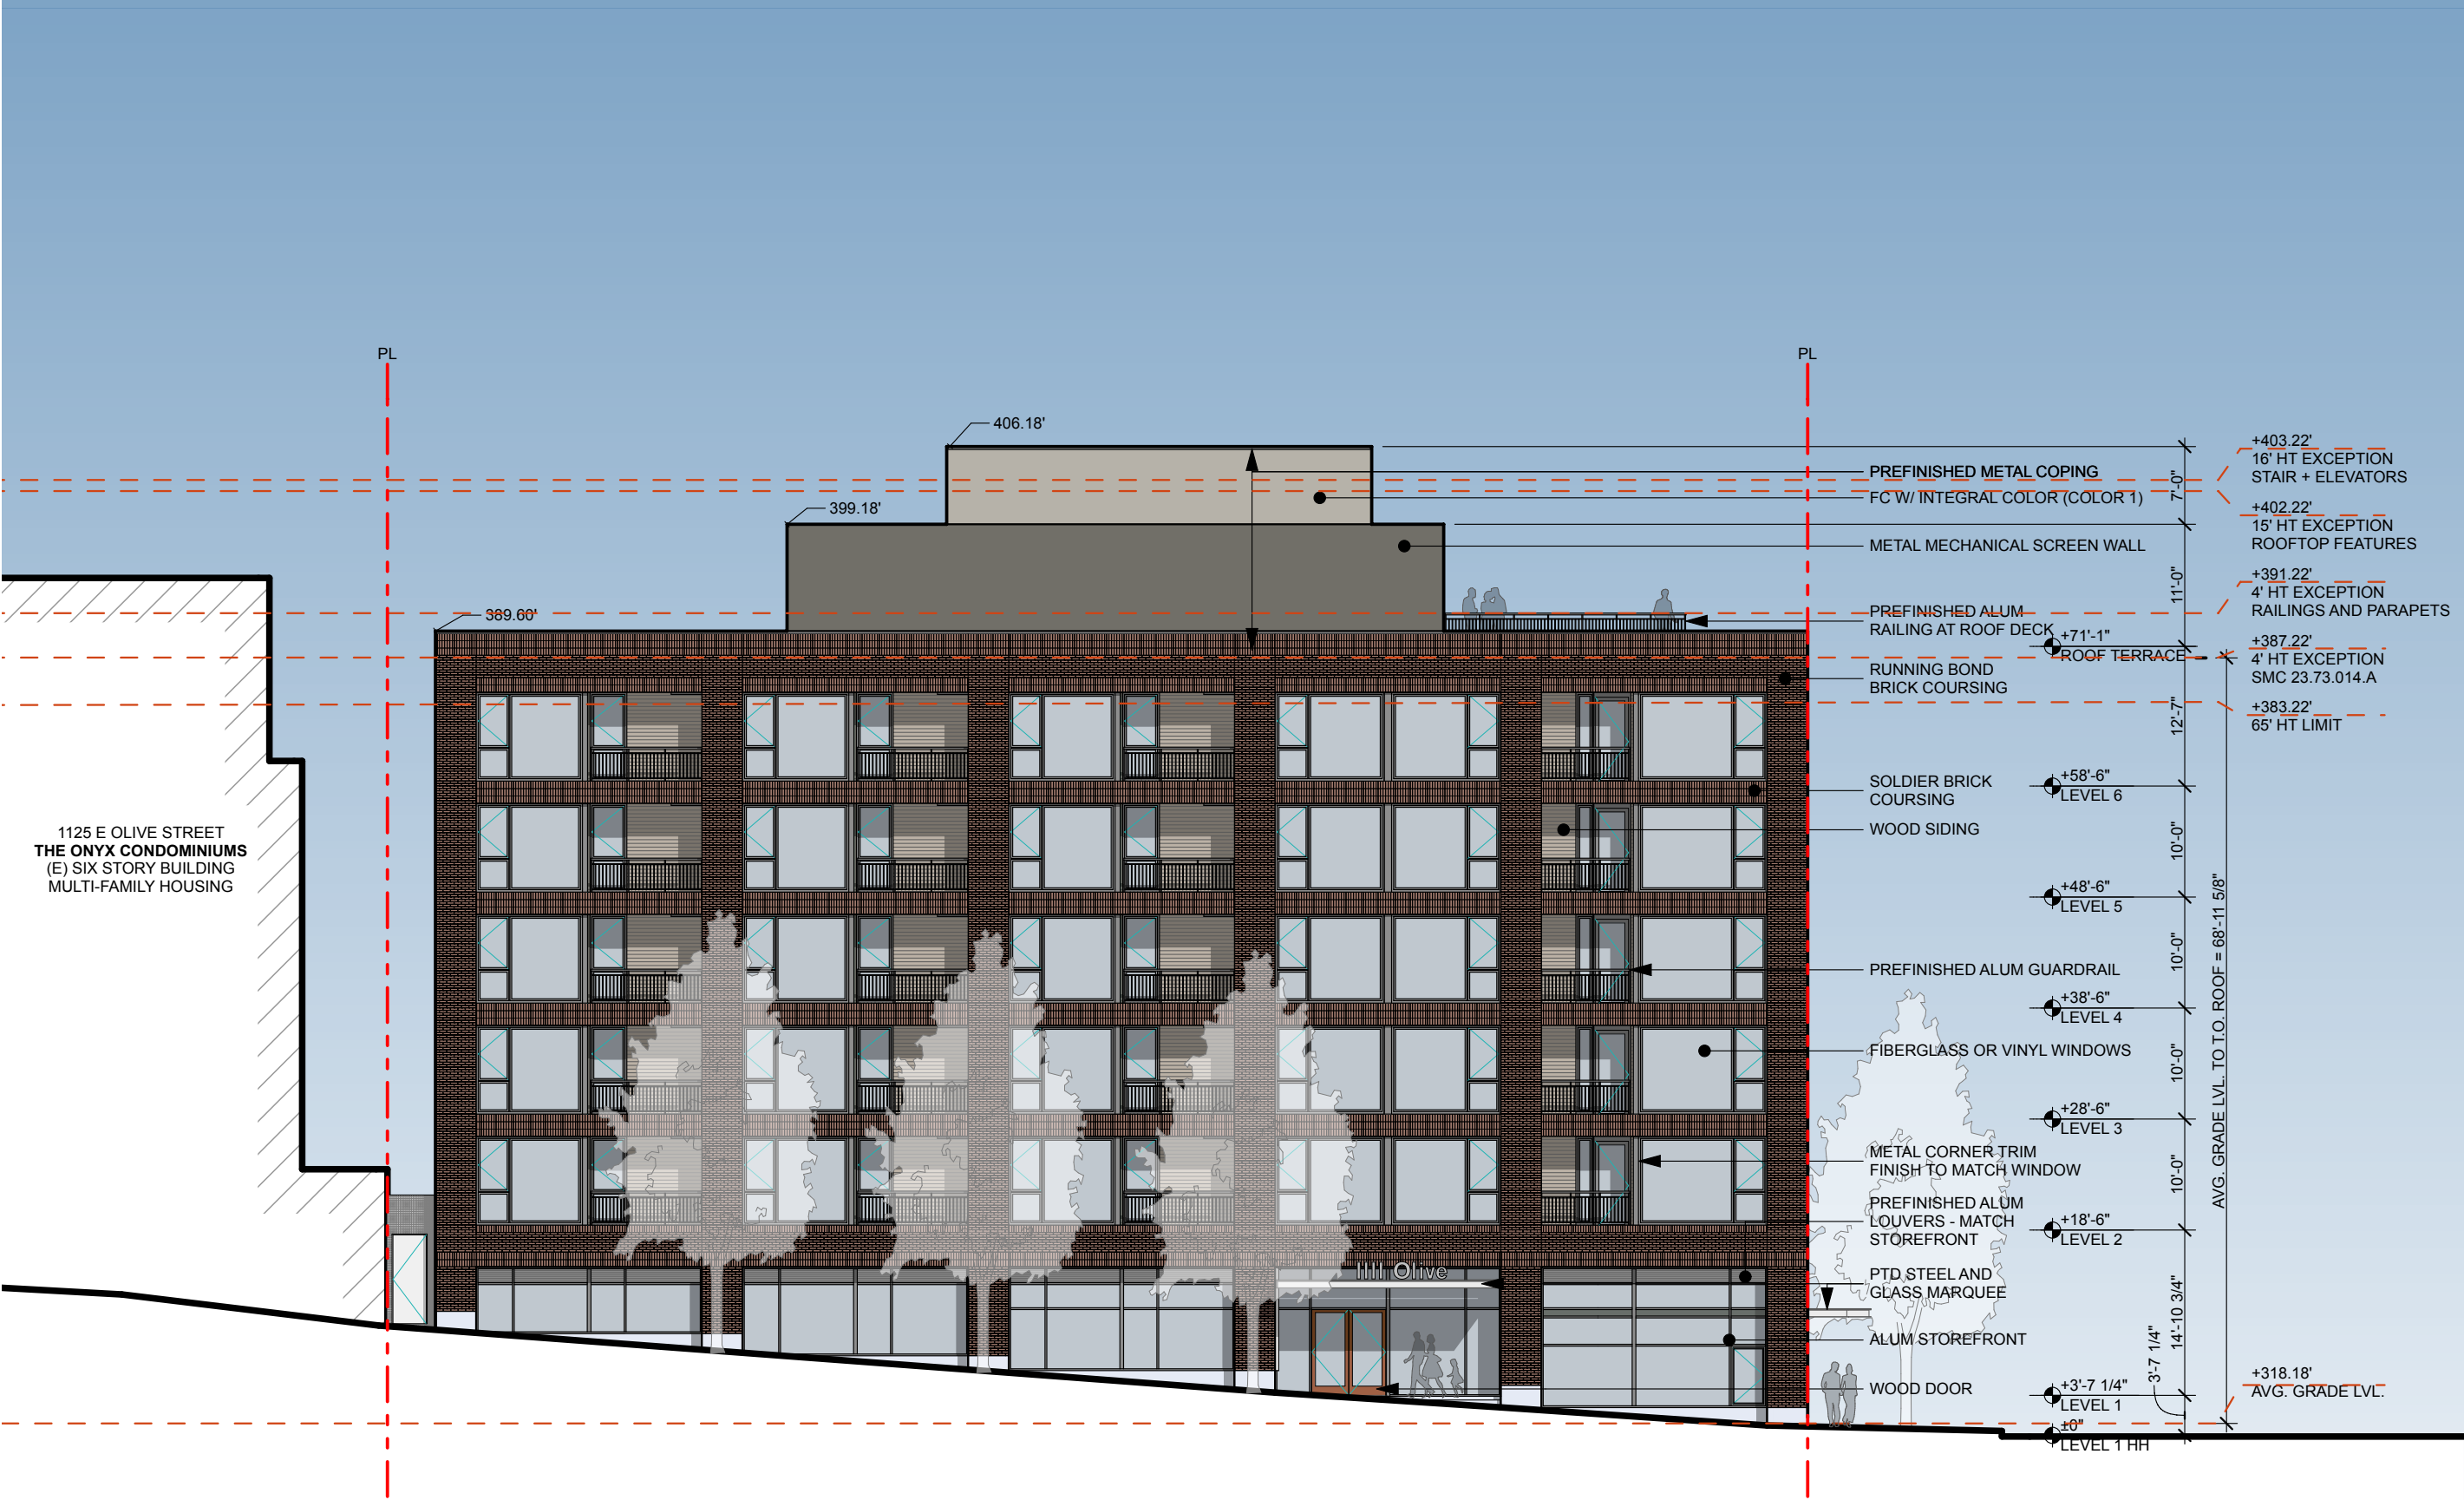 PL
PL
406.18'
399.18'
389.60'
1125 E OLIVE STREET
THE ONYX CONDOMINIUMS
(E) SIX STORY BUILDING
MULTI-FAMILY HOUSING
IIII Olive
PREFINISHED METAL COPING
FC W/ INTEGRAL COLOR (COLOR 1)
METAL MECHANICAL SCREEN WALL
PREFINISHED ALUM
RAILING AT ROOF DECK
RUNNING BOND
BRICK COURSING
SOLDIER BRICK
COURSING
WOOD SIDING
PREFINISHED ALUM GUARDRAIL
FIBERGLASS OR VINYL WINDOWS
METAL CORNER TRIM
FINISH TO MATCH WINDOW
PREFINISHED ALUM
LOUVERS - MATCH
STOREFRONT
PTD STEEL AND
GLASS MARQUEE
ALUM STOREFRONT
WOOD DOOR
+71'-1"
ROOF TERRACE
+58'-6"
LEVEL 6
+48'-6"
LEVEL 5
+38'-6"
LEVEL 4
+28'-6"
LEVEL 3
+18'-6"
LEVEL 2
+3'-7 1/4"
LEVEL 1
±0"
LEVEL 1 HH
7'-0"
11'-0"
12'-7"
10'-0"
10'-0"
10'-0"
10'-0"
14'-10 3/4"
3'-7 1/4"
AVG. GRADE LVL. TO T.O. ROOF = 68'-11 5/8"
+403.22'
16' HT EXCEPTION
STAIR + ELEVATORS
+402.22'
15' HT EXCEPTION
ROOFTOP FEATURES
+391.22'
4' HT EXCEPTION
RAILINGS AND PARAPETS
+387.22'
4' HT EXCEPTION
SMC 23.73.014.A
+383.22'
65' HT LIMIT
+318.18'
AVG. GRADE LVL.